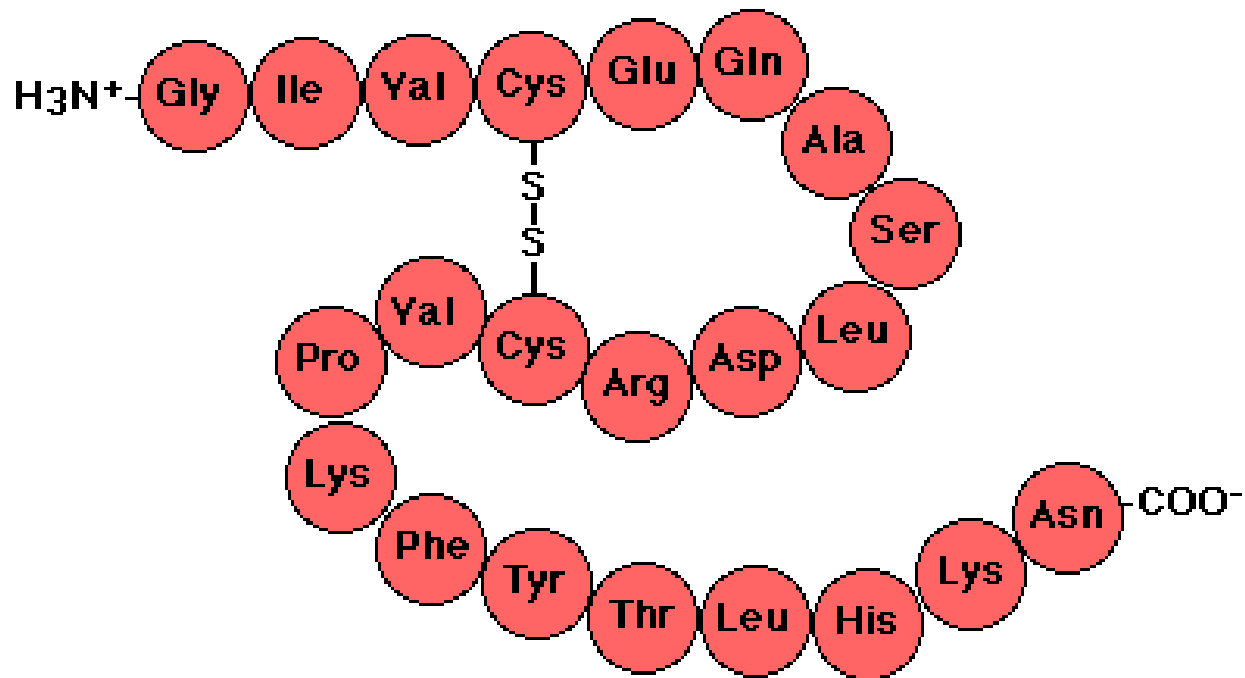 H3N+ Gly Ile Val Cys Glu Gln
Ala
Ser
Leu
Asp
Arg
Cys
Val
Pro
Lys
Phe
Tyr
Thr
Leu
His
Lys
Asn
COO-
S
S